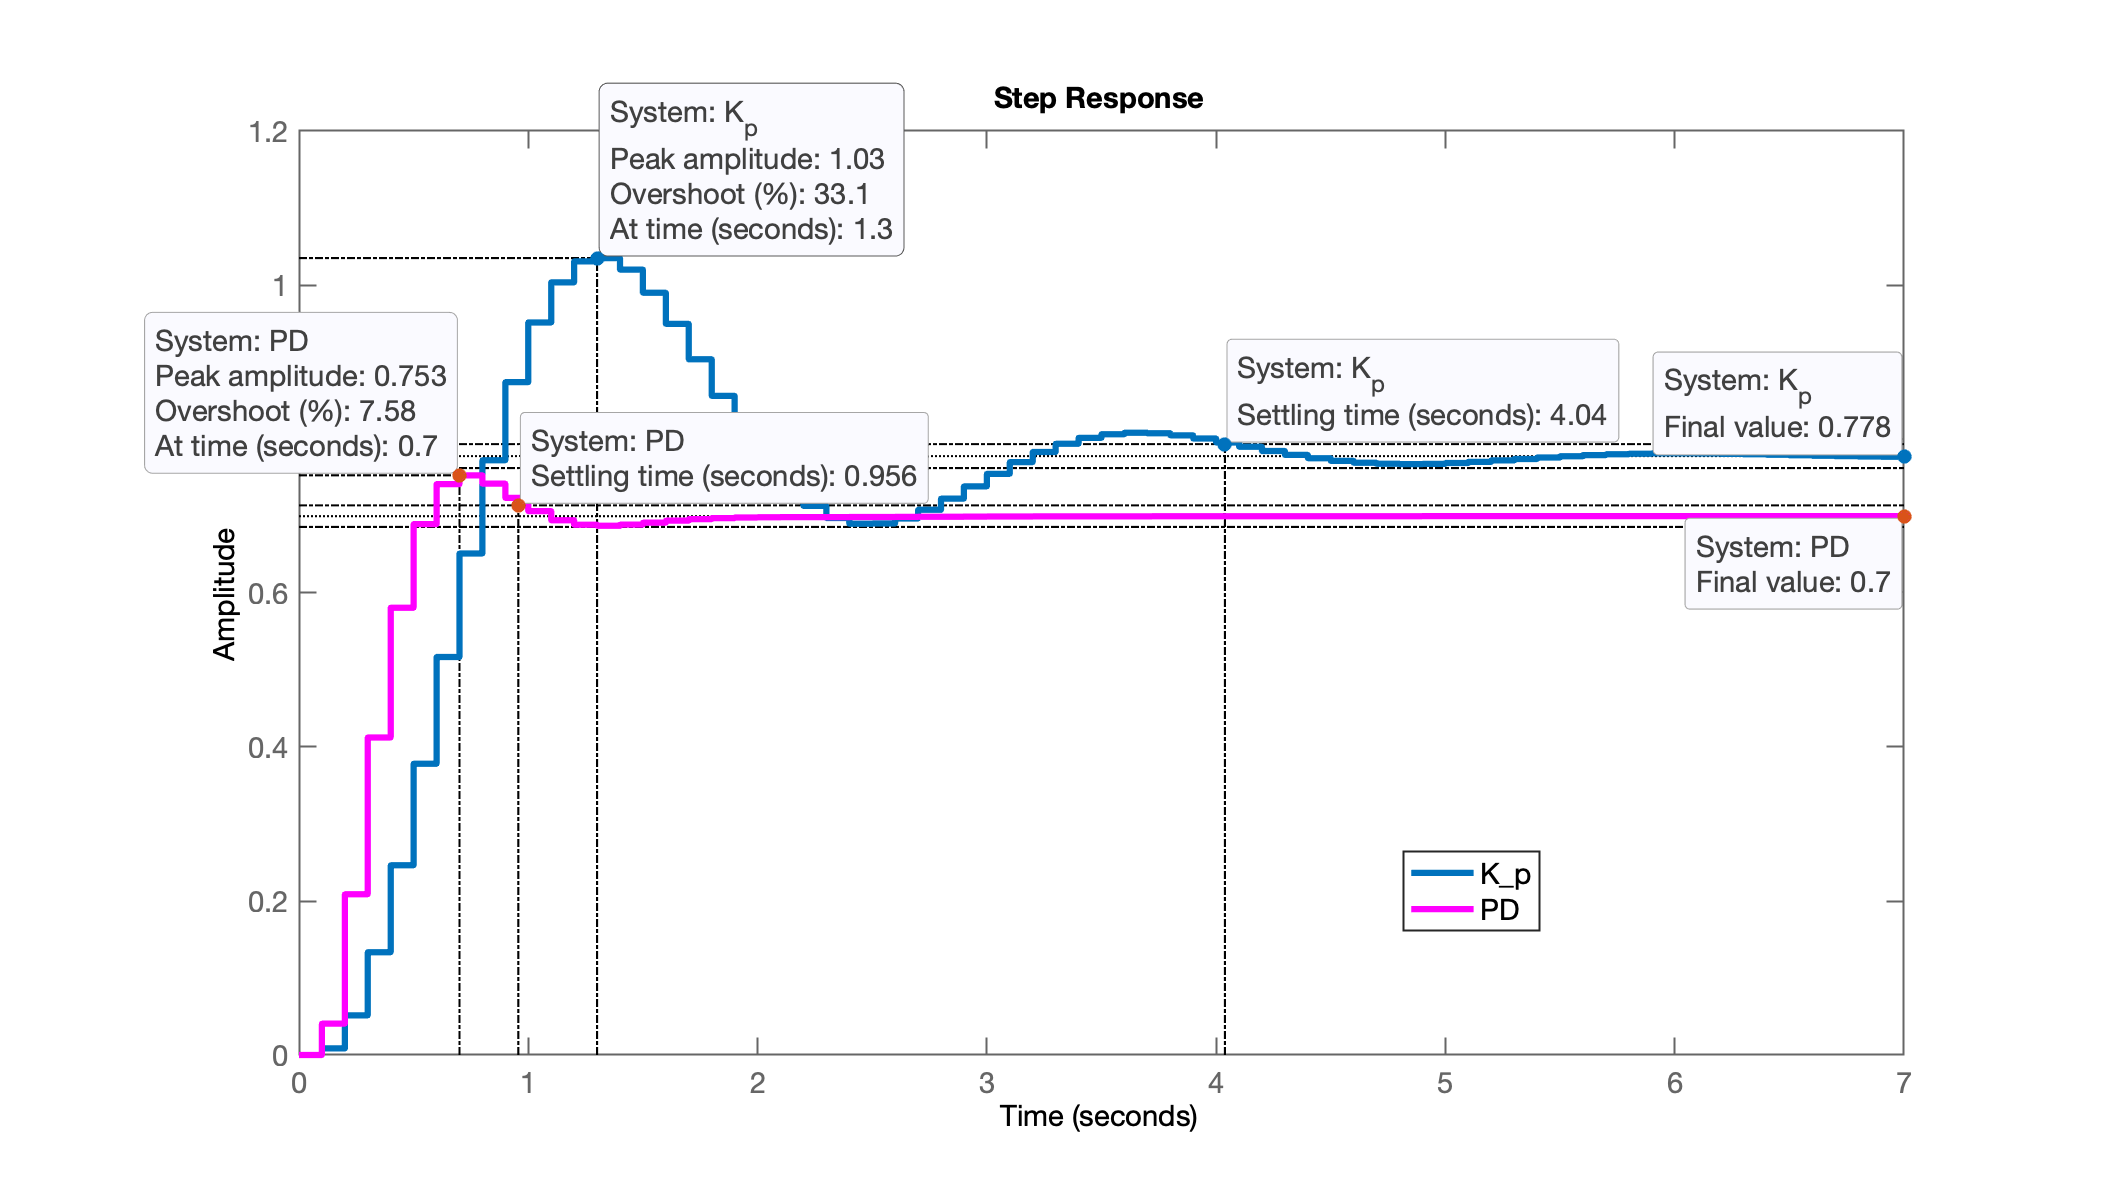 Step Response
System: Kp
Peak amplitude: 1.03
Overshoot (%): 33.1
At time (seconds): 1.3
System: PD
Peak amplitude: 0.753
Overshoot (%): 7.58
At time (seconds): 0.7
System: PD
Settling time (seconds): 0.956
System: Kp
Settling time (seconds): 4.04
System: Kp
Final value: 0.778
System: PD
Final value: 0.7
1.2
1
0.6
0.4
0.2
0
Amplitude
K_p
PD
0
1
2
3
4
5
6
7
Time (seconds)